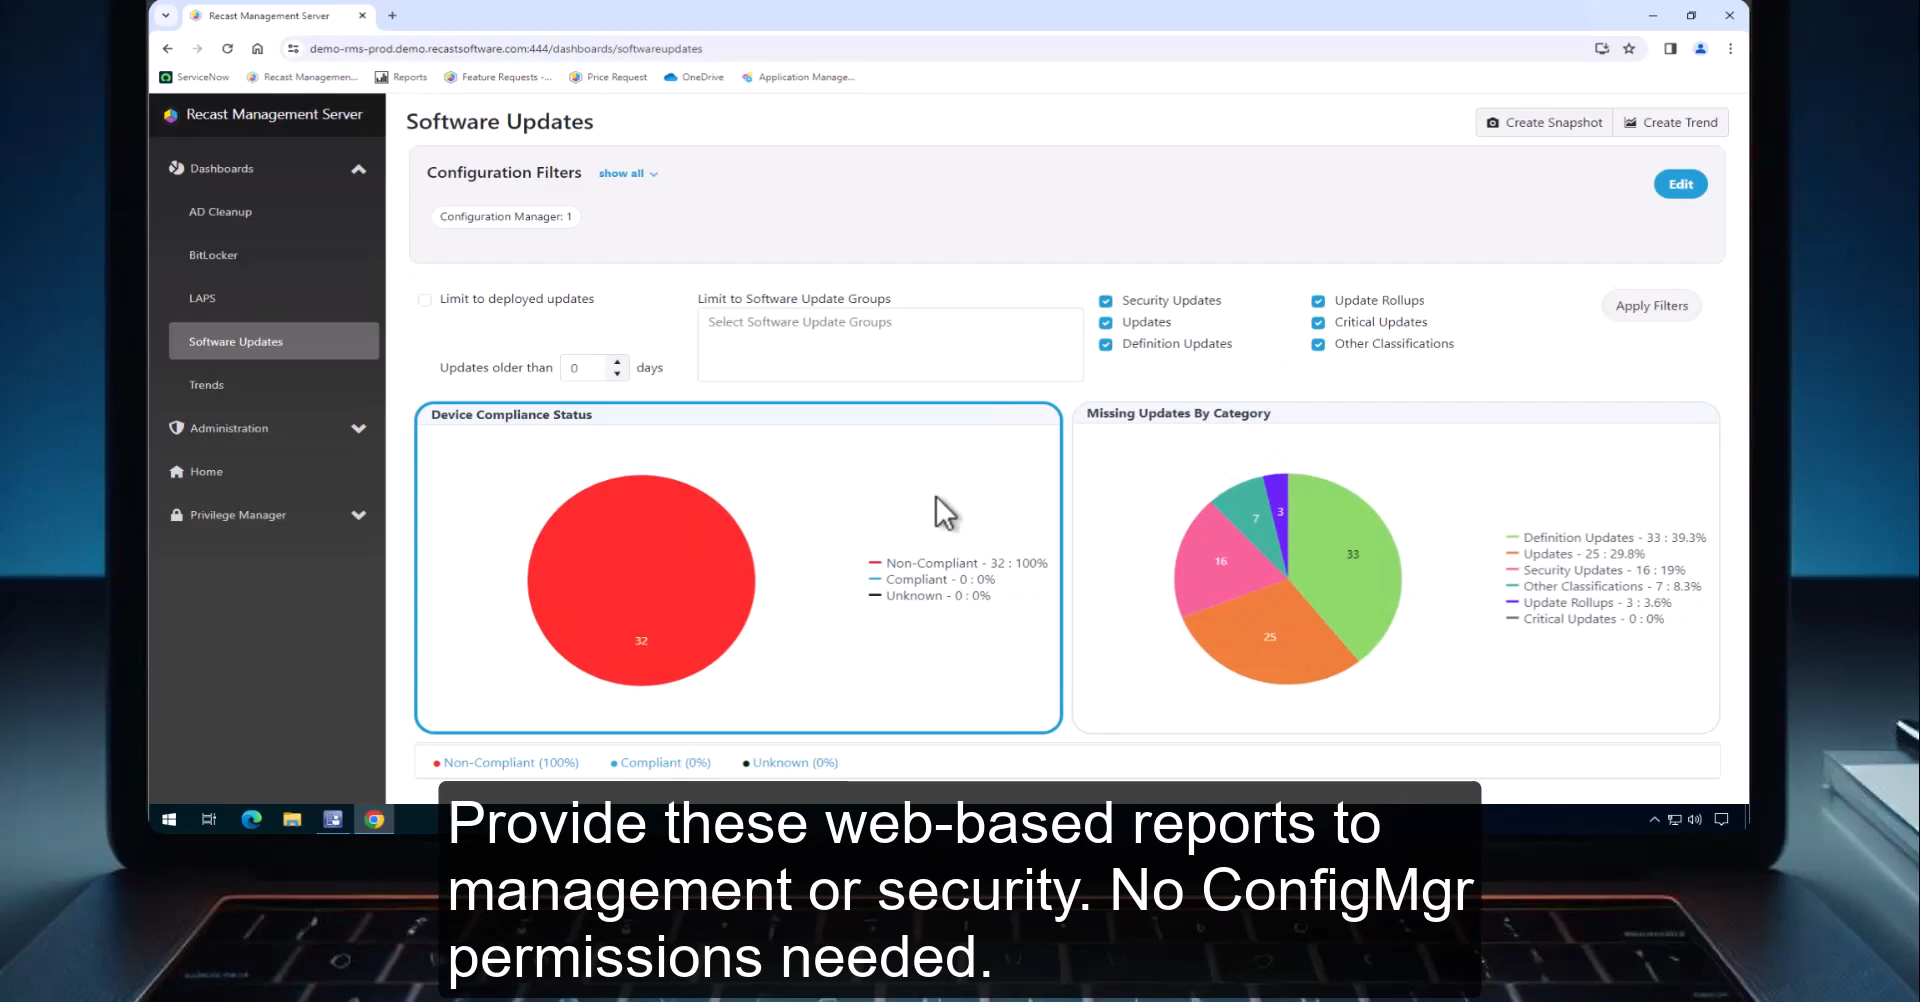 Recast Management Server
demo-rms-prod.demo.recastsoftware.com:444/dashboards/softwareupdates
ServiceNow
Recast Managemen...
Reports
Feature Requests -...
Price Request
OneDrive
Application Manage...
Recast Management Server
Dashboards
AD Cleanup
BitLocker
LAPS
Software Updates
Trends
Administration
Home
Privilege Manager
Software Updates
Create Snapshot
Create Trend
Configuration Filters show all
Edit
Configuration Manager: 1
Limit to deployed updates
Updates older than 0 days
Limit to Software Update Groups
Select Software Update Groups
Security Updates
Updates
Definition Updates
Update Rollups
Critical Updates
Other Classifications
Apply Filters
Device Compliance Status
32
Non-Compliant - 32 : 100%
Compliant - 0 : 0%
Unknown - 0 : 0%
Missing Updates By Category
3
7
33
16
25
Definition Updates - 33 : 39.3%
Updates - 25 : 29.8%
Security Updates - 16 : 19%
Other Classifications - 7 : 8.3%
Update Rollups - 3 : 3.6%
Critical Updates - 0 : 0%
Non-Compliant (100%)
Compliant (0%)
Unknown (0%)
Provide these web-based reports to
management or security. No ConfigMgr
permissions needed.